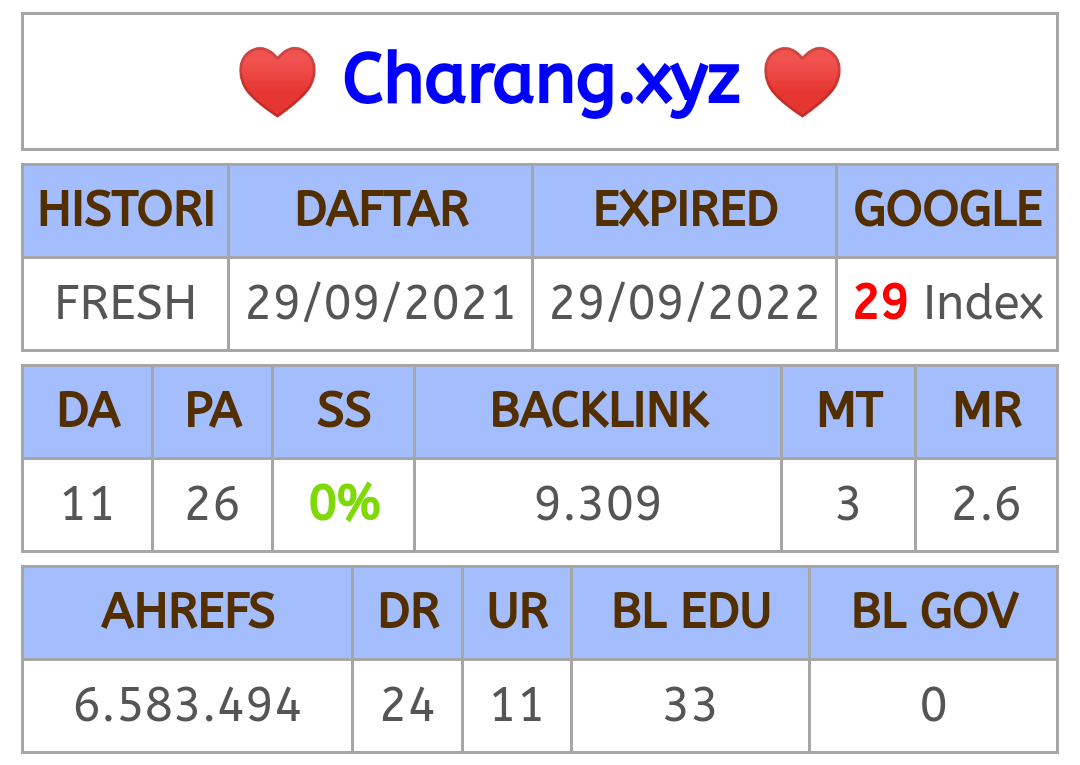 Charang.xyz
HISTORI DAFTAR EXPIRED GOOGLE
FRESH 29/09/2021 29/09/2022 29 Index
DA PA SS BACKLINK MT MR
11 26 0% 9.309 3 2.6
AHREFS DR UR BL EDU BL GOV
6.583.494 24 11 33 0